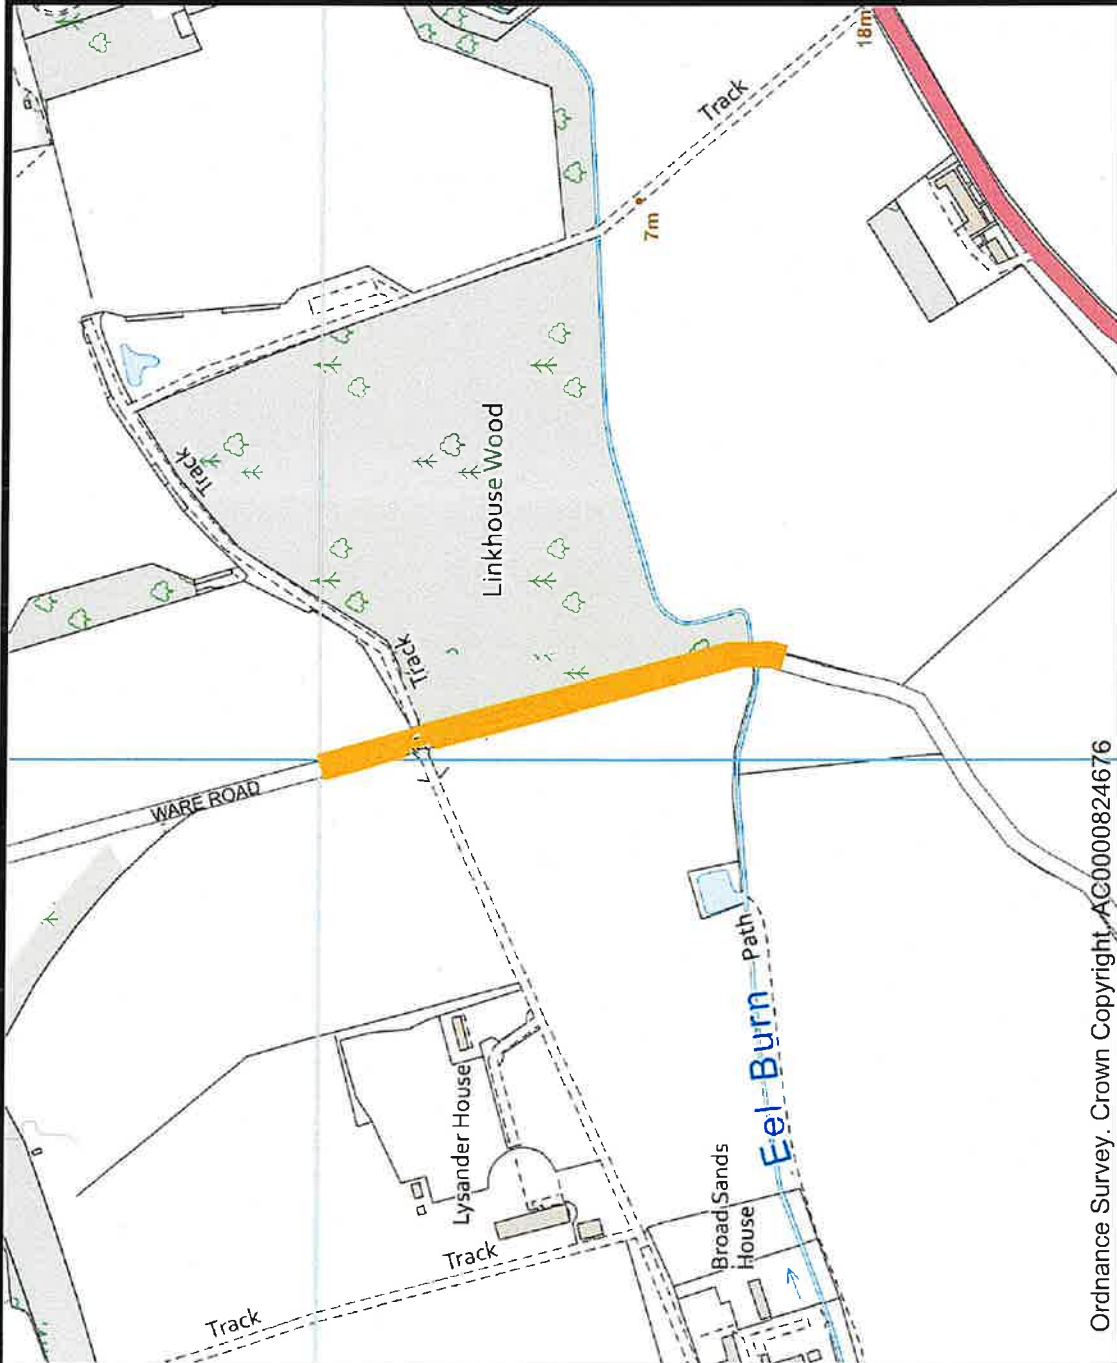 18m
Track
7m
Track
Linkhouse Wood
Track
WARE ROAD
Path
Eel Burn
Lysander House
Broad Sands
House
Track
Track
Ordnance Survey. Crown Copyright, AC0000824676